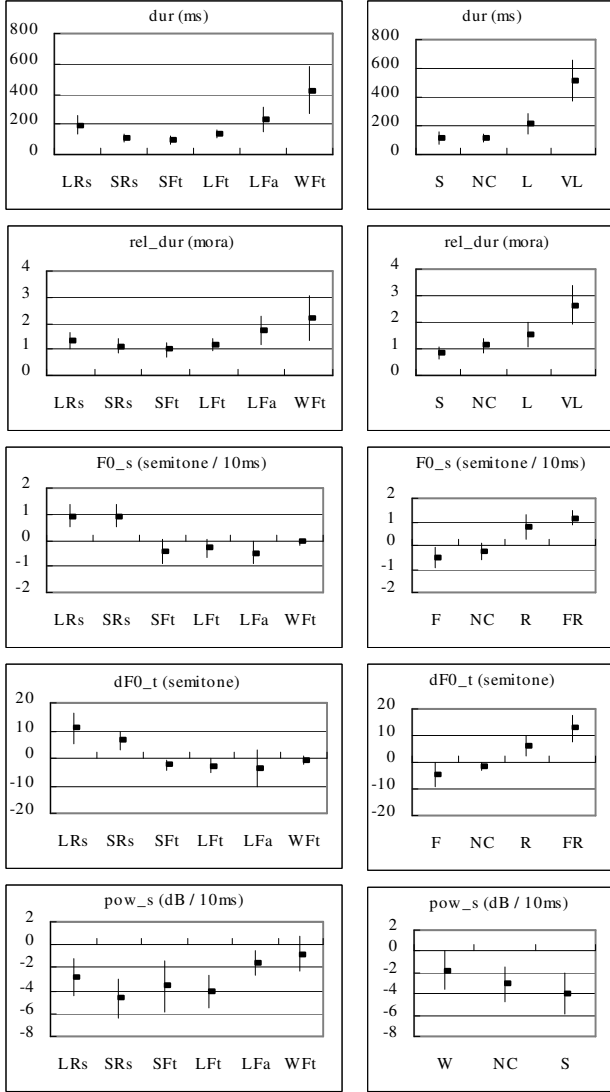 dur (ms)
800
600
400
200
0
LRs SRs SFt LFt LFa WFt
dur (ms)
800
600
400
200
0
S NC L VL
rel_dur (mora)
4
3
2
1
0
LRs SRs SFt LFt LFa WFt
rel_dur (mora)
4
3
2
1
0
S NC L VL
F0_s (semitone / 10ms)
2
1
0
-1
-2
LRs SRs SFt LFt LFa WFt
F0_s (semitone / 10ms)
2
1
0
-1
-2
F NC R FR
dF0_t (semitone)
20
10
0
-10
-20
LRs SRs SFt LFt LFa WFt
dF0_t (semitone)
20
10
0
-10
-20
F NC R FR
pow_s (dB / 10ms)
2
0
-2
-4
-6
-8
LRs SRs SFt LFt LFa WFt
pow_s (dB / 10ms)
2
0
-2
-4
-6
-8
W NC S